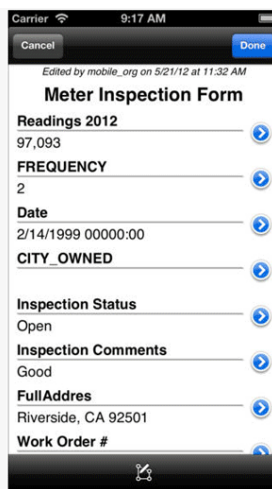 Carrier 9:17 AM
Cancel Done
Edited by mobile_org on 5/21/12 at 11:32 AM
Meter Inspection Form
Readings 2012
97,093
FREQUENCY
2
Date
2/14/1999 00000:00
CITY_OWNED
Inspection Status
Open
Inspection Comments
Good
FullAddres
Riverside, CA 92501
Work Order #